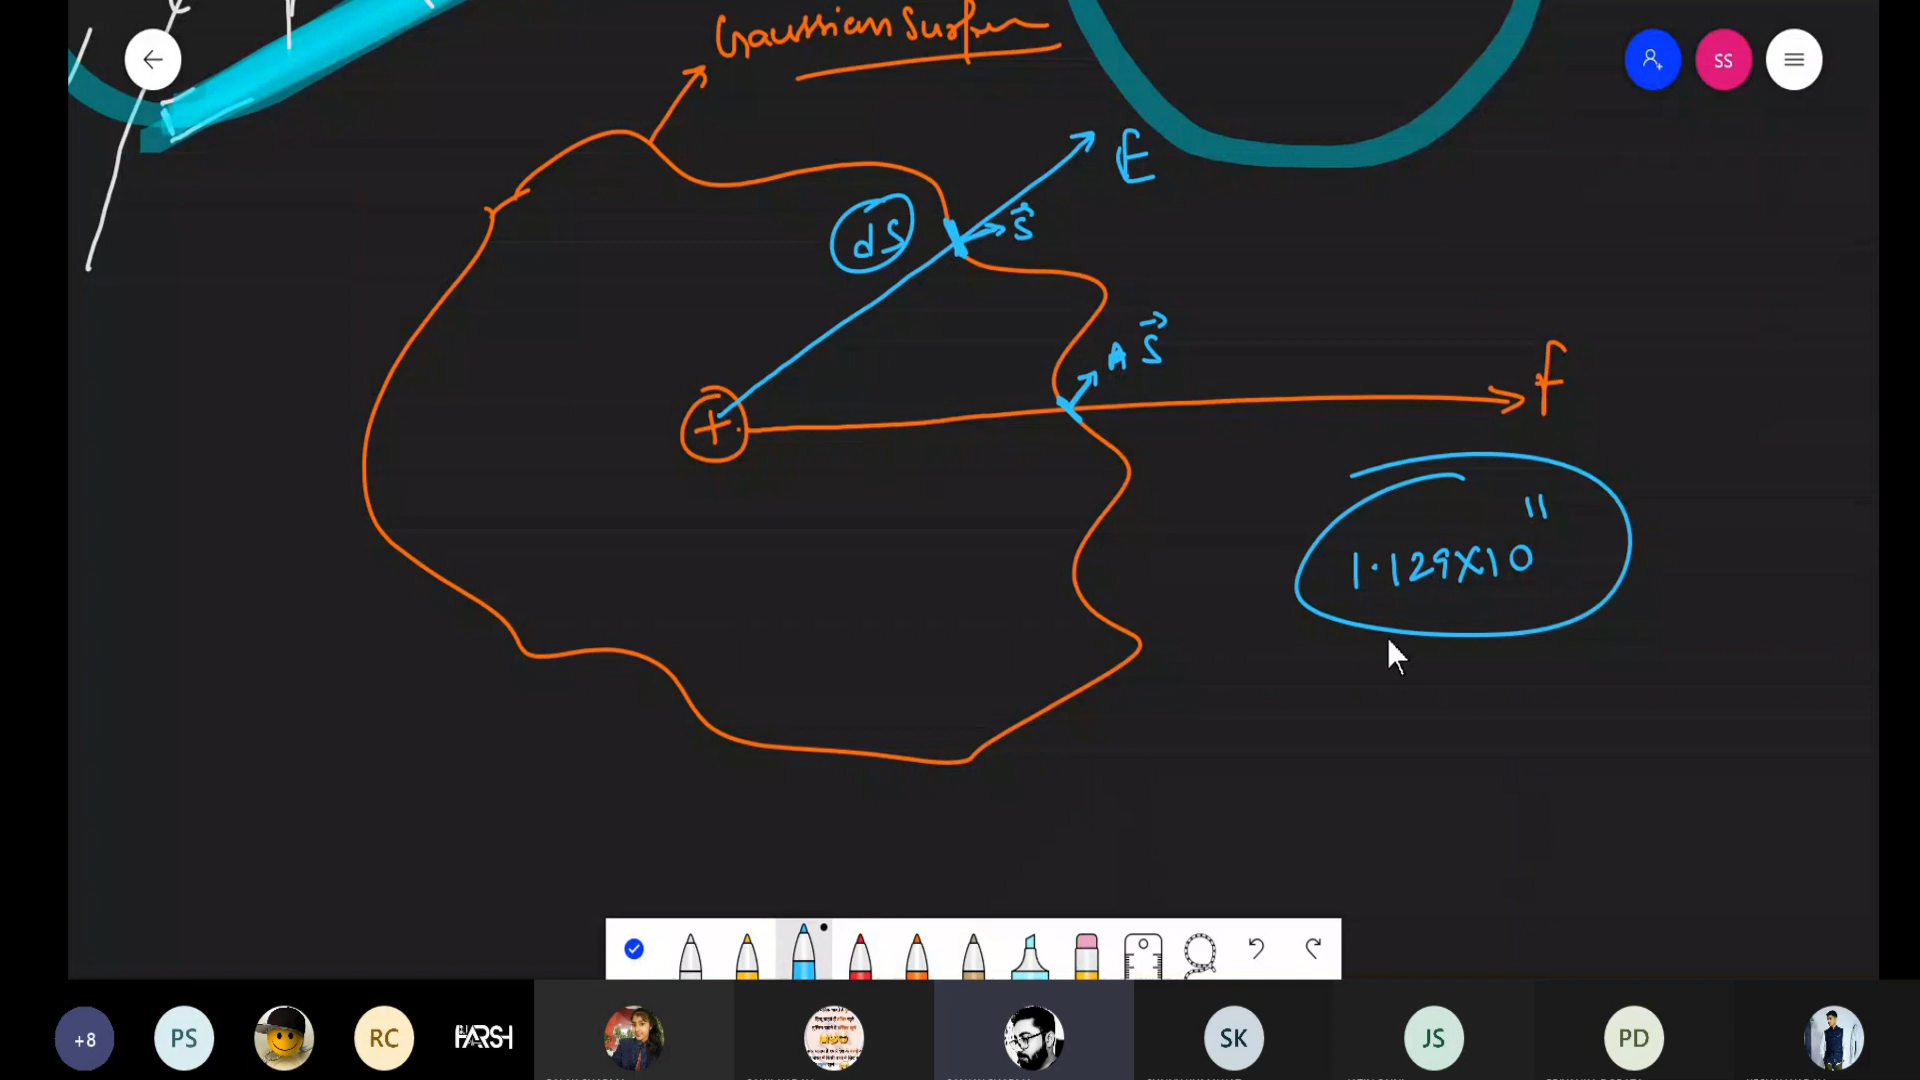 Gaussian Surface
E
dS
S
A S
E
1.129×10¹¹
SS
+
+8
PS
RC
HARSH
SK
JS
PD